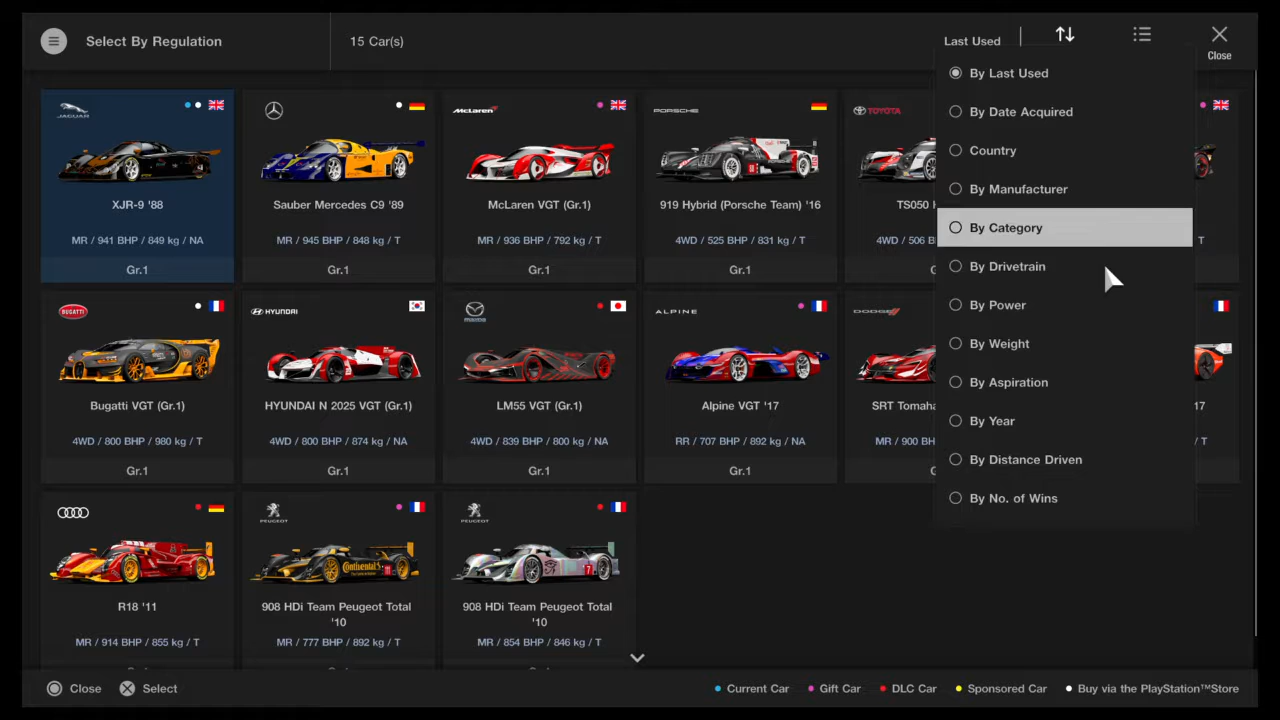 Select By Regulation
15 Car(s)
Last Used
Close
JAGUAR
XJR-9 '88
MR / 941 BHP / 849 kg / NA
Gr.1
Sauber Mercedes C9 '89
MR / 945 BHP / 848 kg / T
Gr.1
McLaren
McLaren VGT (Gr.1)
MR / 936 BHP / 792 kg / T
Gr.1
PORSCHE
919 Hybrid (Porsche Team) '16
4WD / 525 BHP / 831 kg / T
Gr.1
TOYOTA
TS050
4WD / 506
T
By Last Used
By Date Acquired
Country
By Manufacturer
By Category
By Drivetrain
By Power
By Weight
By Aspiration
By Year
By Distance Driven
By No. of Wins
BUGATTI
Bugatti VGT (Gr.1)
4WD / 800 BHP / 980 kg / T
Gr.1
HYUNDAI
HYUNDAI N 2025 VGT (Gr.1)
4WD / 800 BHP / 874 kg / NA
Gr.1
mazda
LM55 VGT (Gr.1)
4WD / 839 BHP / 800 kg / NA
Gr.1
ALPINE
Alpine VGT '17
RR / 707 BHP / 892 kg / NA
Gr.1
DODGE
SRT Tomaha
MR / 900 BH
17
/ T
R18 '11
MR / 914 BHP / 855 kg / T
PEUGEOT
Continental
908 HDi Team Peugeot Total
'10
MR / 777 BHP / 892 kg / T
PEUGEOT
7
908 HDi Team Peugeot Total
'10
MR / 854 BHP / 846 kg / T
Close
Select
Current Car
Gift Car
DLC Car
Sponsored Car
Buy via the PlayStation™Store